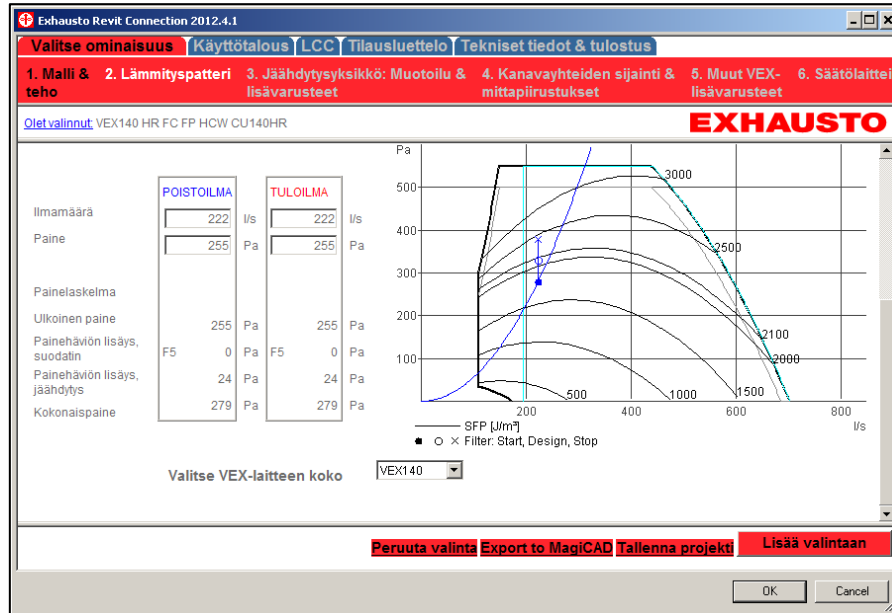 Exhausto Revit Connection 2012.4.1
Valitse ominaisuus Käyttötalous LCC Tilausluettelo Tekniset tiedot & tulostus
1. Malli & teho
2. Lämmityspatteri
3. Jäähdytysyksikkö: Muotoilu & lisävarusteet
4. Kanavayhteiden sijainti & mittapiirustukset
5. Muut VEX-lisävarusteet
6. Säätölaittei
Olet valinnut: VEX140 HR FC FP HCW CU140HR
EXHAUSTO
POISTOILMA TULOILMA
Ilmamäärä 222 l/s 222 l/s
Paine 255 Pa 255 Pa
Painelaskelma
Ulkoinen paine 255 Pa 255 Pa
Painehäviön lisäys, suodatin F5 0 Pa F5 0 Pa
Painehäviön lisäys, jäähdytys 24 Pa 24 Pa
Kokonaispaine 279 Pa 279 Pa
Pa
500
400
300
200
100
3000
2500
2100
2000
1500
1000
500
200 400 600 800
l/s
SFP [J/m³]
Filter: Start, Design, Stop
Valitse VEX-laitteen koko VEX140
Peruuta valinta Export to MagiCAD Tallenna projekti Lisää valintaan
OK Cancel